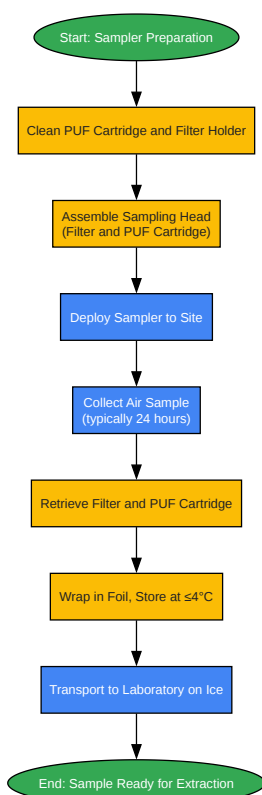 Start: Sampler Preparation
Clean PUF Cartridge and Filter Holder
Assemble Sampling Head
(Filter and PUF Cartridge)
Deploy Sampler to Site
Collect Air Sample
(typically 24 hours)
Retrieve Filter and PUF Cartridge
Wrap in Foil, Store at ≤4°C
Transport to Laboratory on Ice
End: Sample Ready for Extraction